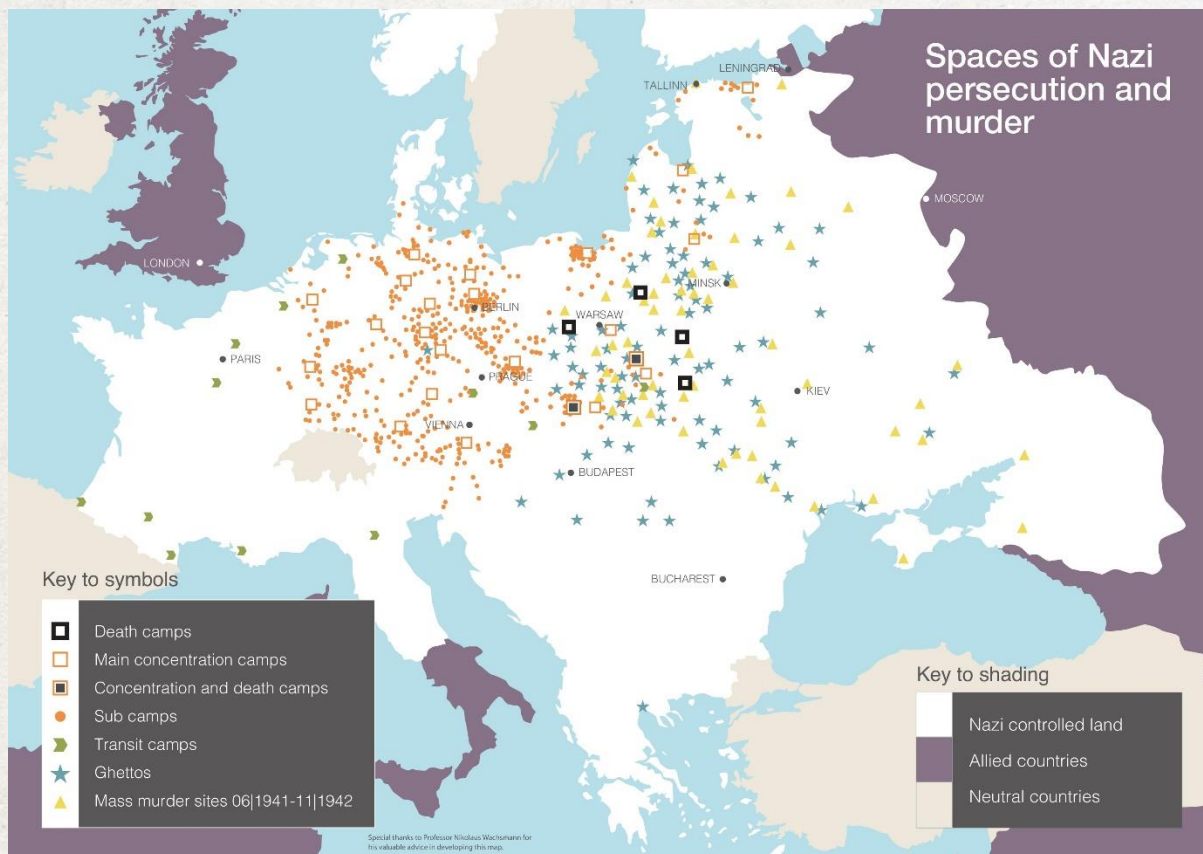 Spaces of Nazi
persecution and
murder
LENINGRAD
TALLINN
MOSCOW
LONDON
MINSK
BERLIN
WARSAW
PARIS
PRAGUE
KIEV
VIENNA
BUDAPEST
BUCHAREST
Key to symbols
Death camps
Main concentration camps
Concentration and death camps
Sub camps
Transit camps
Ghettos
Mass murder sites 06|1941-11|1942
Key to shading
Nazi controlled land
Allied countries
Neutral countries
Special thanks to Professor Nikolaus Wachsmann for
his valuable advice in developing this map.